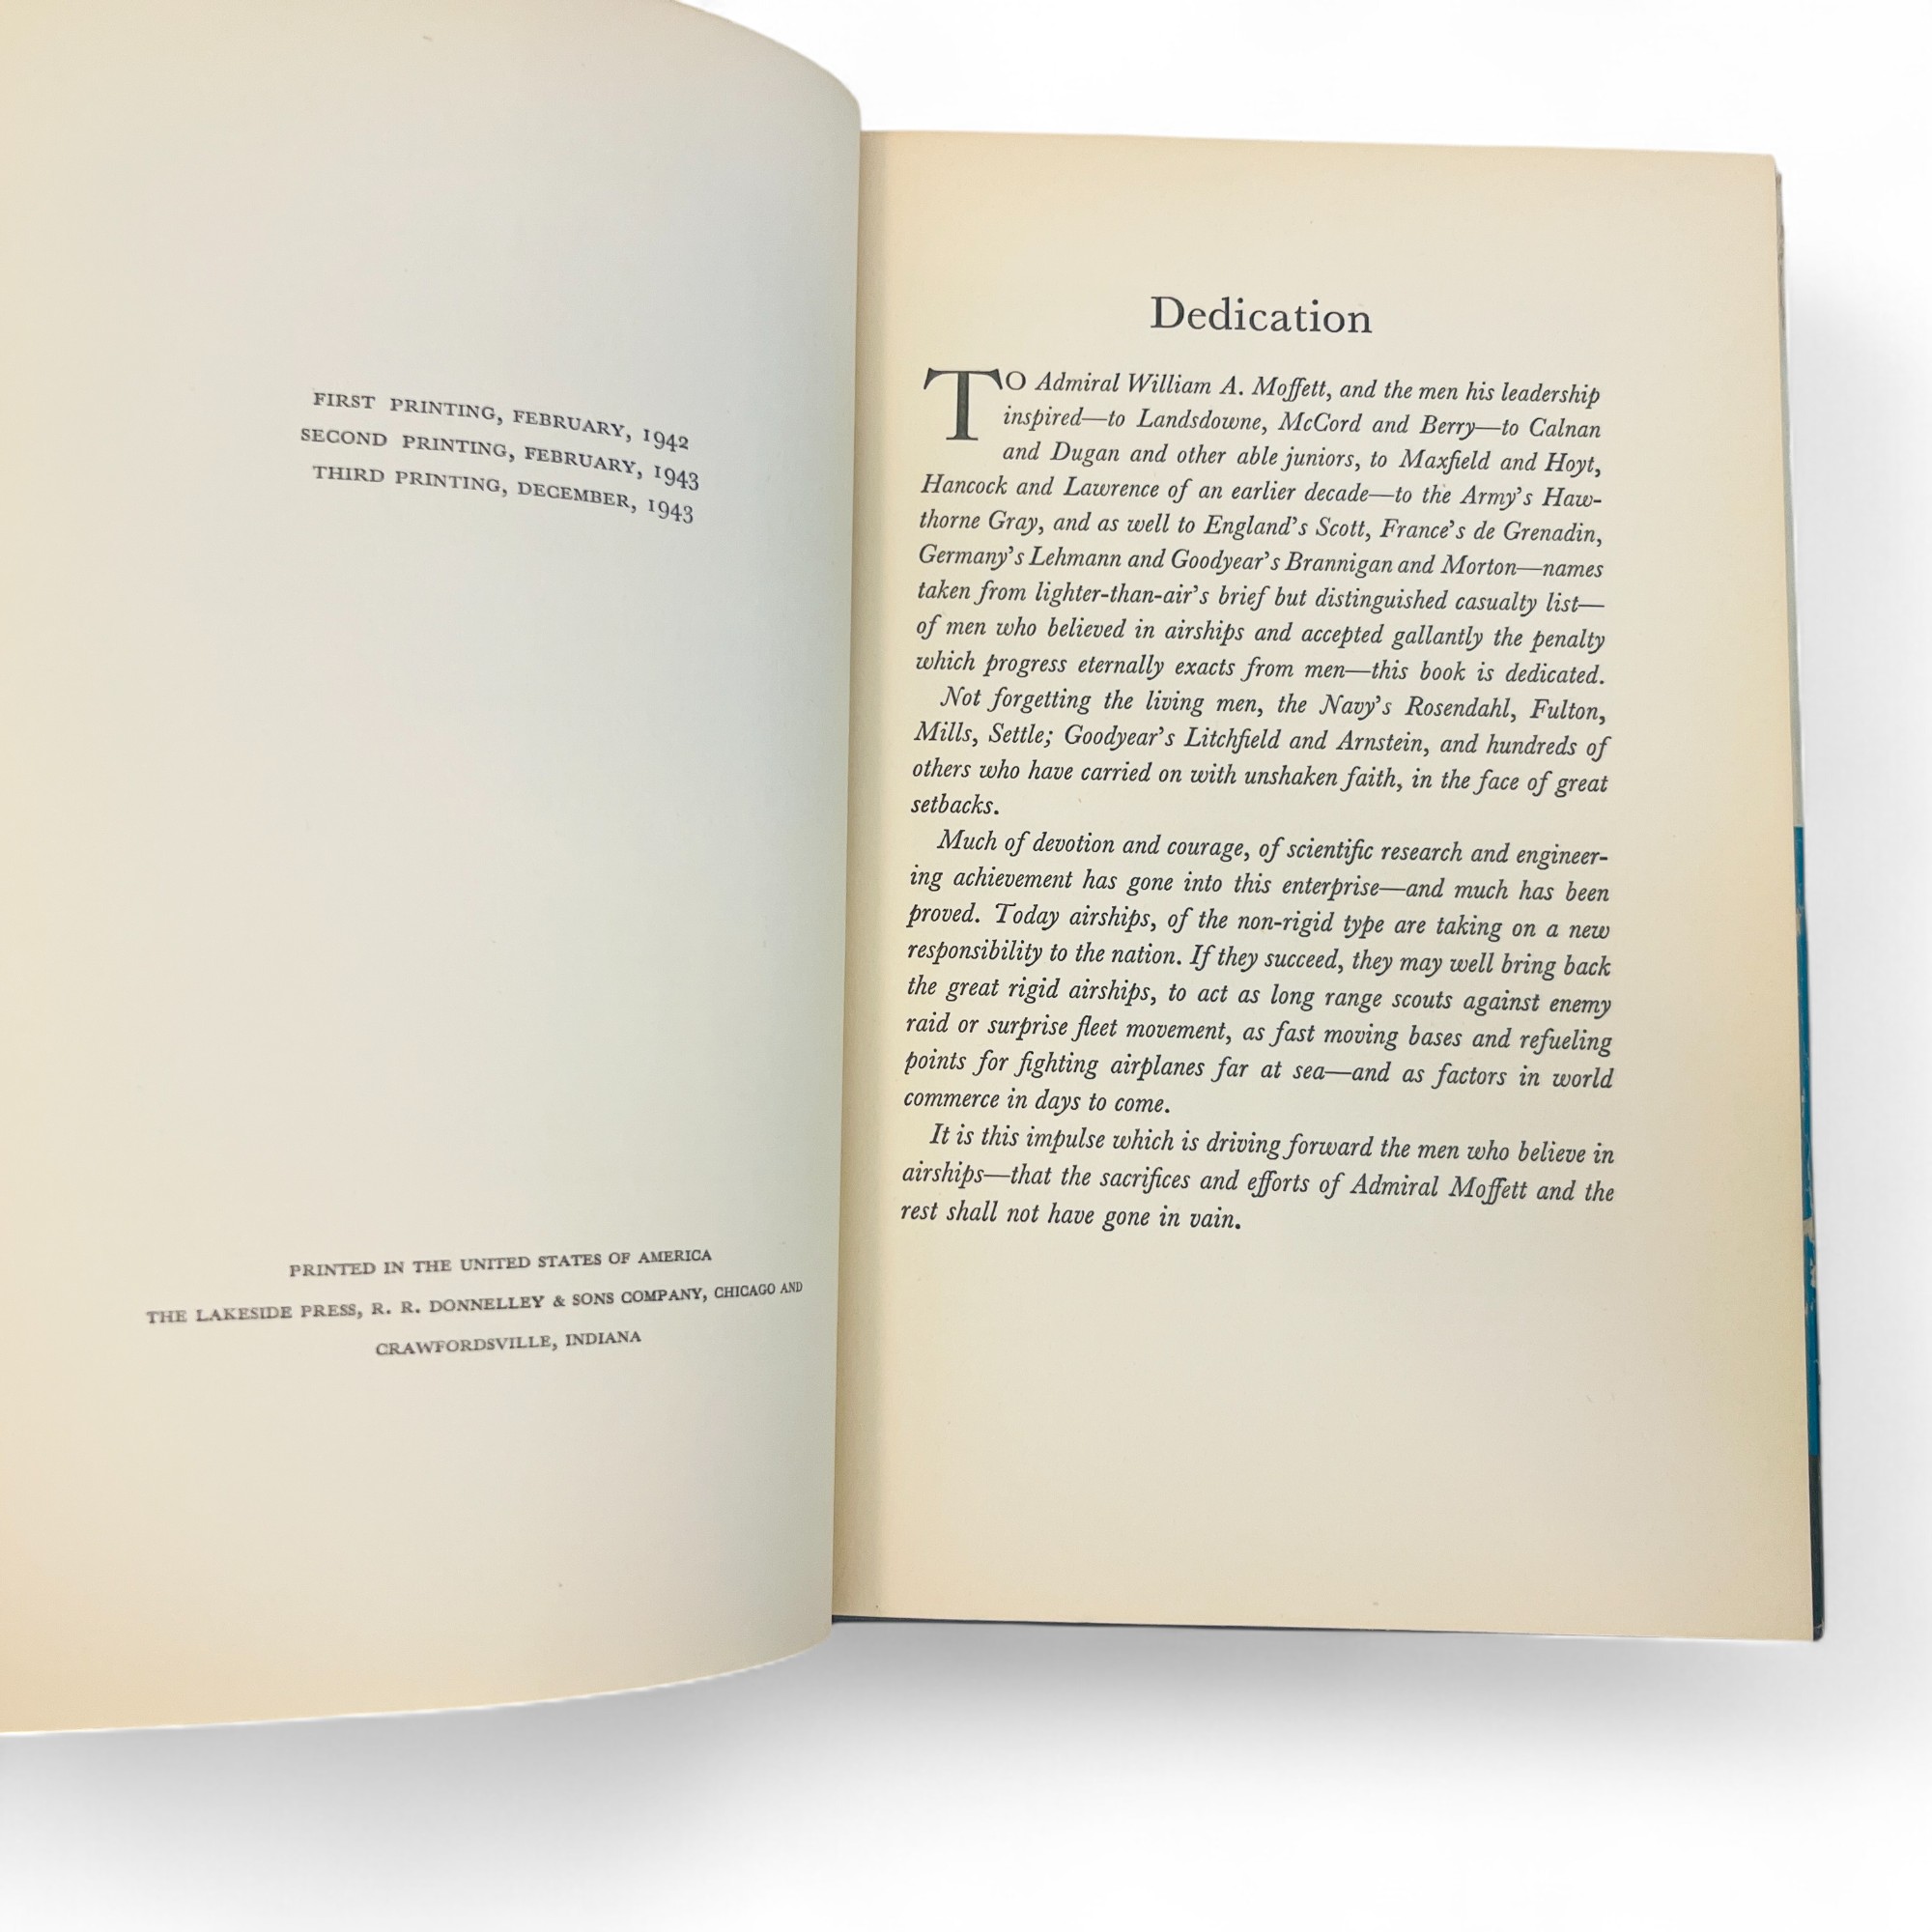 FIRST PRINTING, FEBRUARY, 1942
SECOND PRINTING, FEBRUARY, 1943
THIRD PRINTING, DECEMBER, 1943
PRINTED IN THE UNITED STATES OF AMERICA
THE LAKESIDE PRESS, R. R. DONNELLEY & SONS COMPANY, CHICAGO AND
CRAWFORDSVILLE, INDIANA
Dedication
TO Admiral William A. Moffett, and the men his leadership
inspired—to Landsdowne, McCord and Berry—to Calnan
and Dugan and other able juniors, to Maxfield and Hoyt,
Hancock and Lawrence of an earlier decade—to the Army's Haw-
thorne Gray, and as well to England's Scott, France's de Grenadin,
Germany's Lehmann and Goodyear's Brannigan and Morton—names
taken from lighter-than-air's brief but distinguished casualty list—
of men who believed in airships and accepted gallantly the penalty
which progress eternally exacts from men—this book is dedicated.
Not forgetting the living men, the Navy's Rosendahl, Fulton,
Mills, Settle; Goodyear's Litchfield and Arnstein, and hundreds of
others who have carried on with unshaken faith, in the face of great
setbacks.
Much of devotion and courage, of scientific research and engineer-
ing achievement has gone into this enterprise—and much has been
proved. Today airships, of the non-rigid type are taking on a new
responsibility to the nation. If they succeed, they may well bring back
the great rigid airships, to act as long range scouts against enemy
raid or surprise fleet movement, as fast moving bases and refueling
points for fighting airplanes far at sea—and as factors in world
commerce in days to come.
It is this impulse which is driving forward the men who believe in
airships—that the sacrifices and efforts of Admiral Moffett and the
rest shall not have gone in vain.